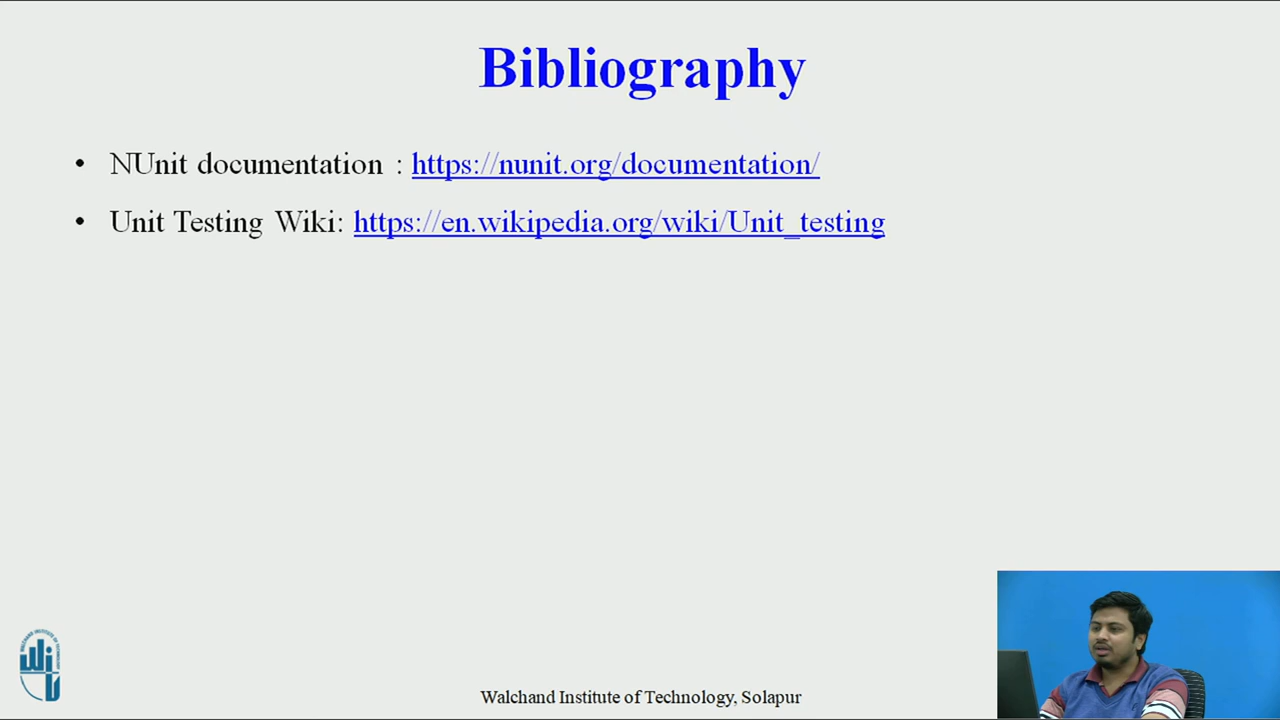 Bibliography
• NUnit documentation : https://nunit.org/documentation/
• Unit Testing Wiki: https://en.wikipedia.org/wiki/Unit_testing
WIT
Walchand Institute of Technology, Solapur